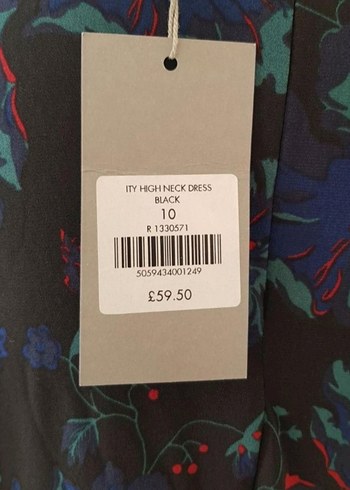 ITY HIGH NECK DRESS
BLACK
10
R 1330571
5059434001249
£59.50